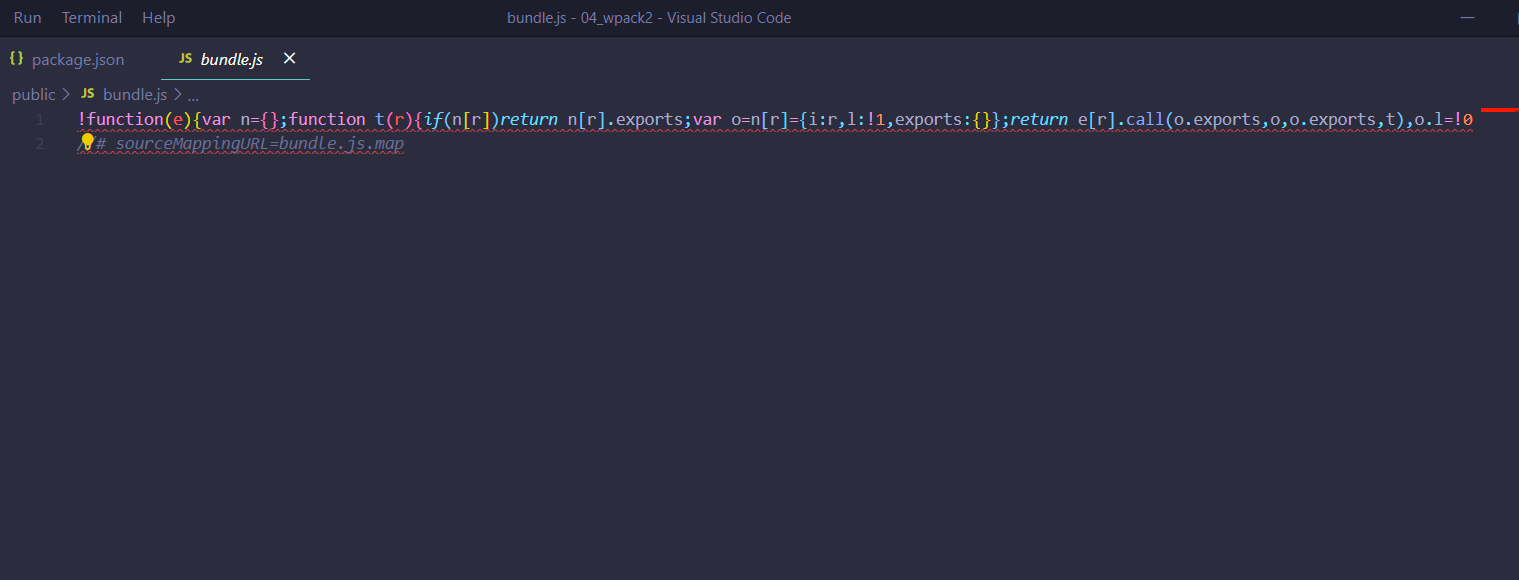 Run Terminal Help bundle.js - 04_wpack2 - Visual Studio Code
{} package.json JS bundle.js ×
public > JS bundle.js > ...
1 !function(e){var n={};function t(r){if(n[r])return n[r].exports;var o=n[r]={i:r,l:!1,exports:{}};return e[r].call(o.exports,o,o.exports,t),o.l=!0
2 //# sourceMappingURL=bundle.js.map